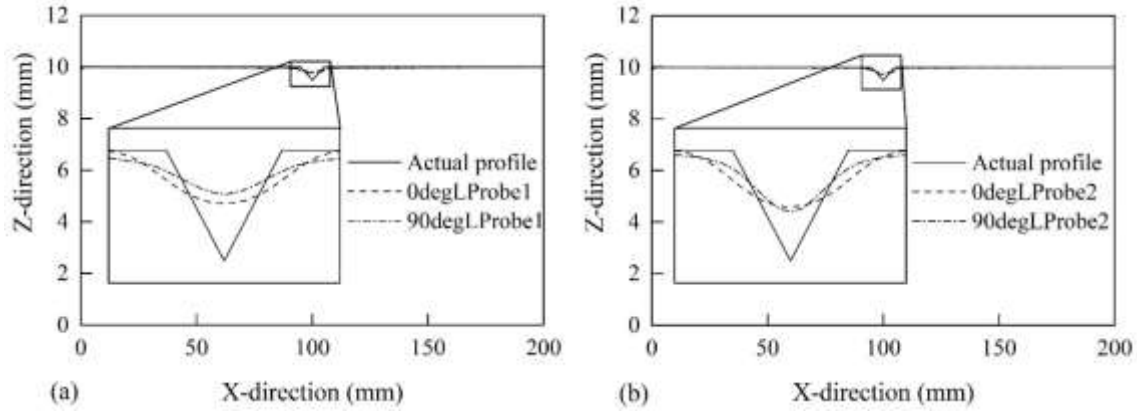 12
10
8
6
4
2
0
Z-direction (mm)
Actual profile
0degLProbe1
90degLProbe1
0 50 100 150 200
(a) X-direction (mm)
12
10
8
6
4
2
0
Z-direction (mm)
Actual profile
0degLProbe2
90degLProbe2
0 50 100 150 200
(b) X-direction (mm)